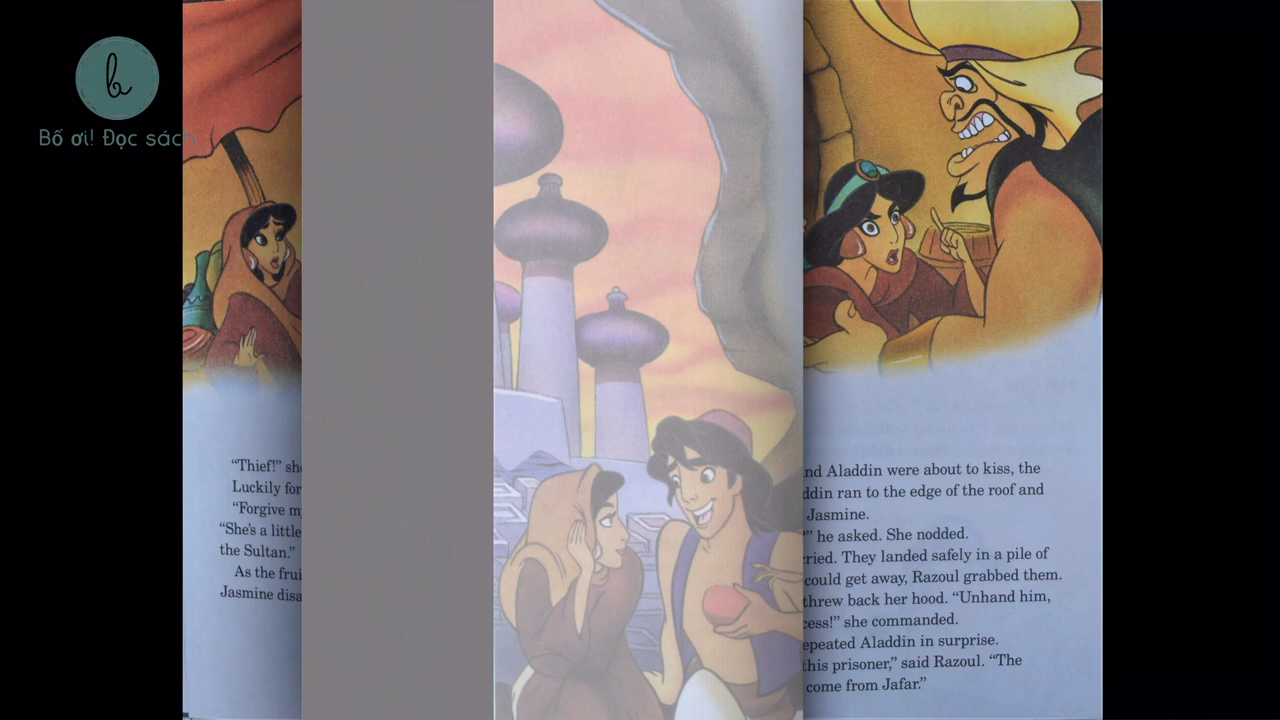 b
Bố ơi! Đọc sách
“Thief!” sh
Luckily for
“Forgive m
“She’s a little
the Sultan.”
As the frui
Jasmine disa
nd Aladdin were about to kiss, the
ddin ran to the edge of the roof and
Jasmine.
” he asked. She nodded.
ried. They landed safely in a pile of
could get away, Razoul grabbed them.
threw back her hood. “Unhand him,
cess!” she commanded.
epeated Aladdin in surprise.
this prisoner,” said Razoul. “The
come from Jafar.”